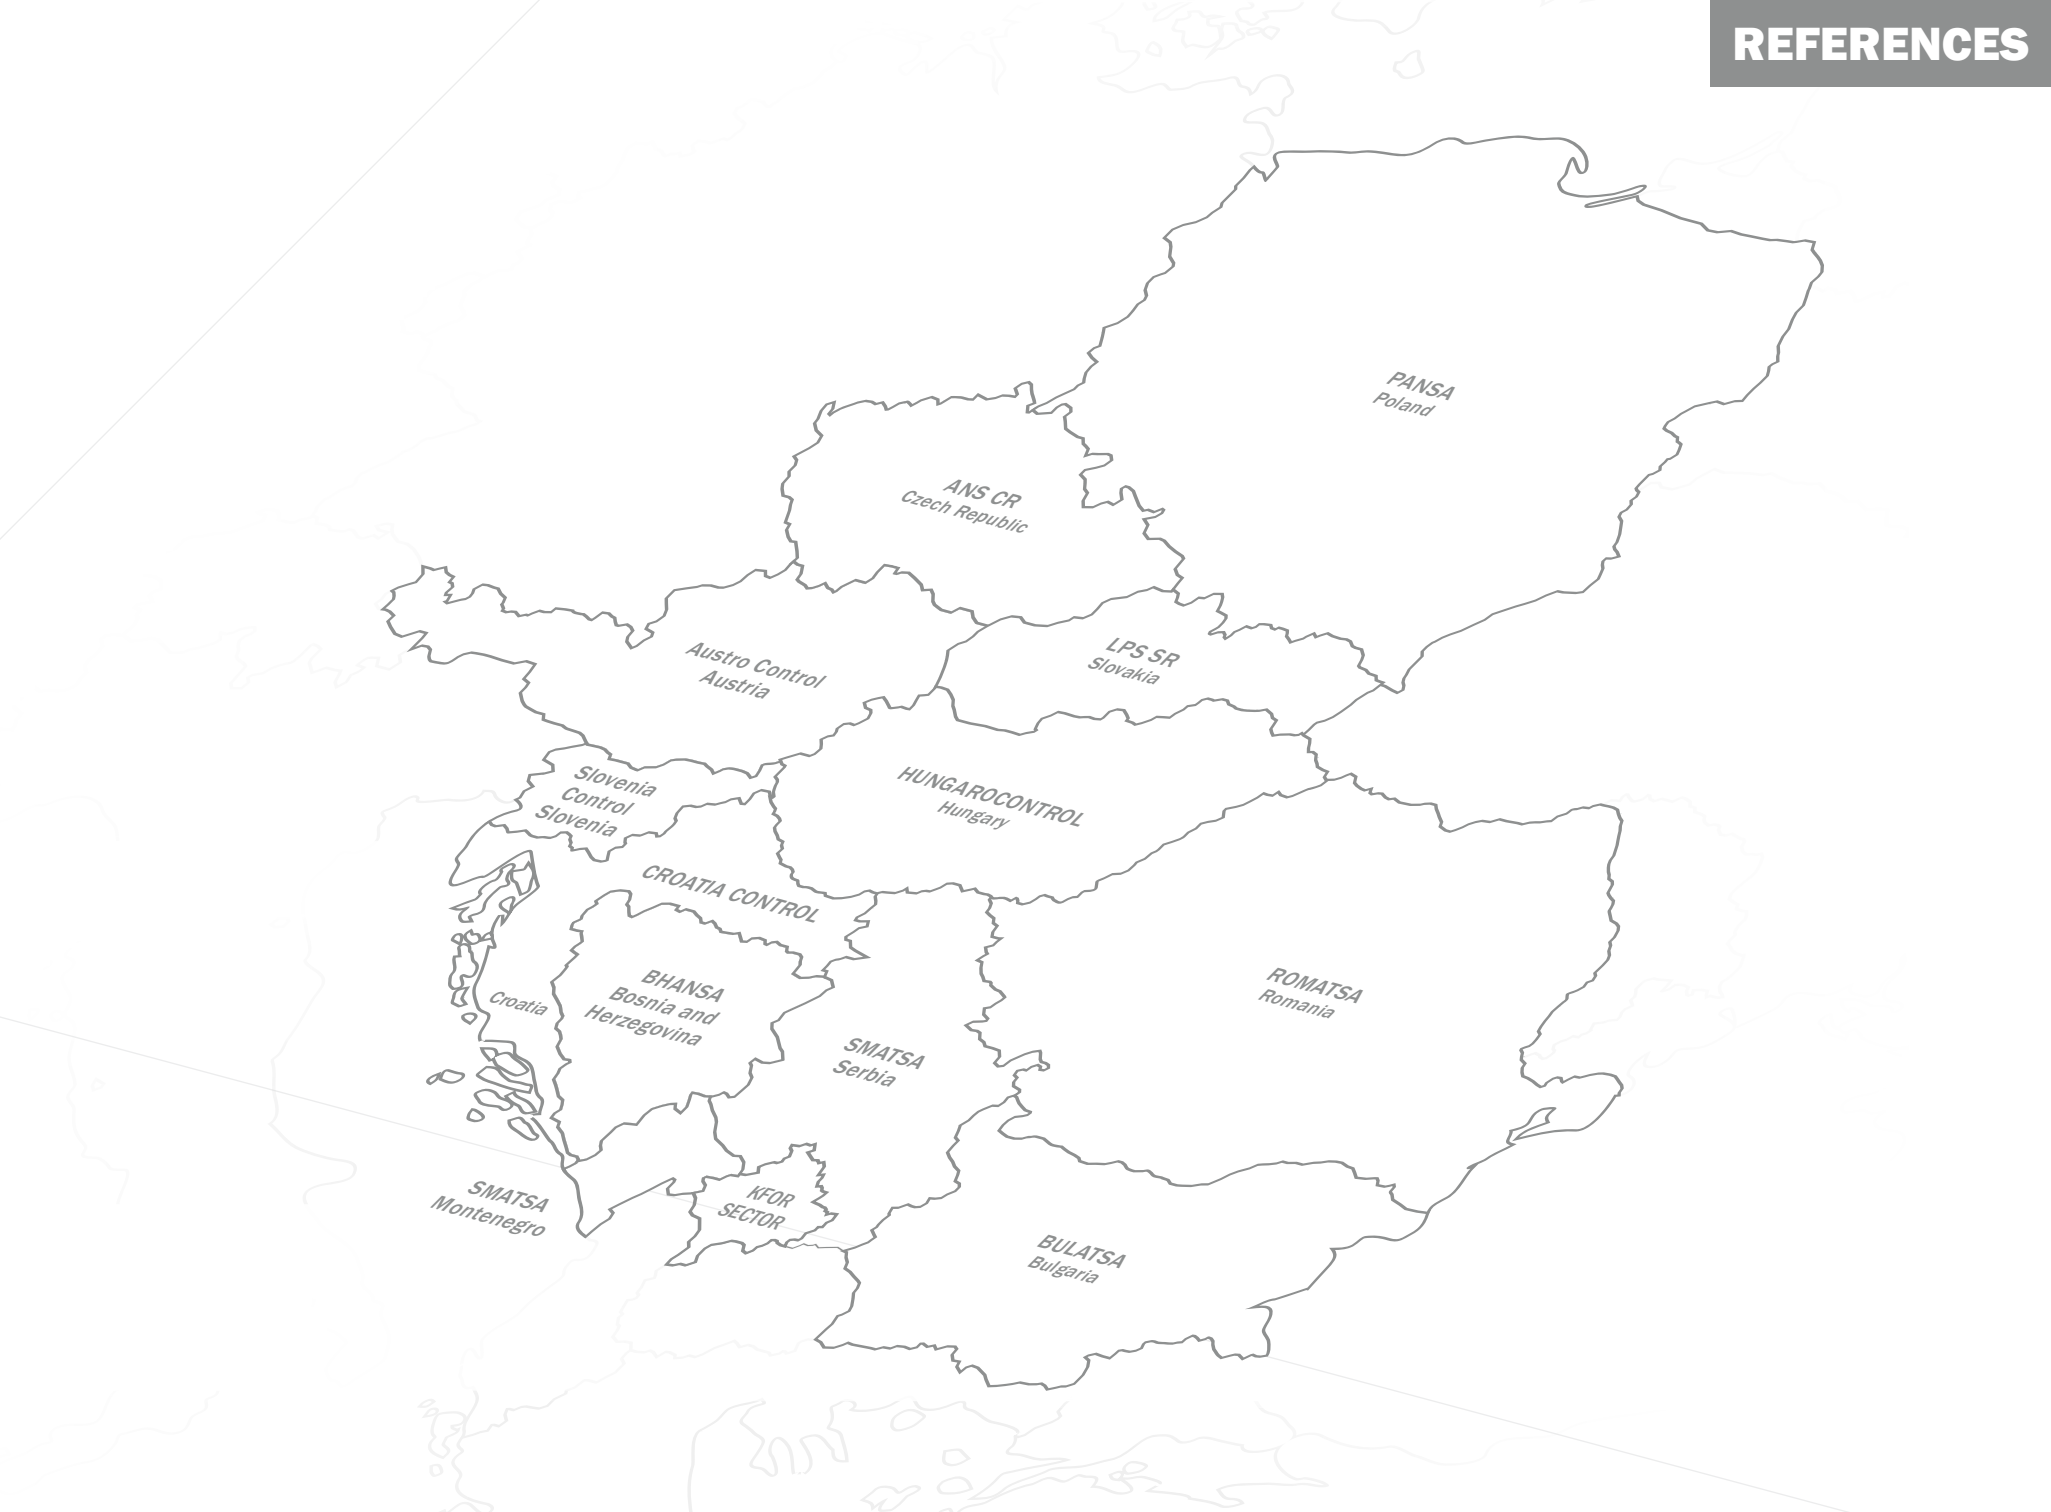 REFERENCES
PANSA
Poland
ANS CR
Czech Republic
LPS SR
Slovakia
Austro Control
Austria
HUNGAROCONTROL
Hungary
Slovenia
Control
Slovenia
CROATIA CONTROL
Croatia
BHANSA
Bosnia and
Herzegovina
SMATSA
Serbia
ROMATSA
Romania
SMATSA
Montenegro
KFOR
SECTOR
BULATSA
Bulgaria